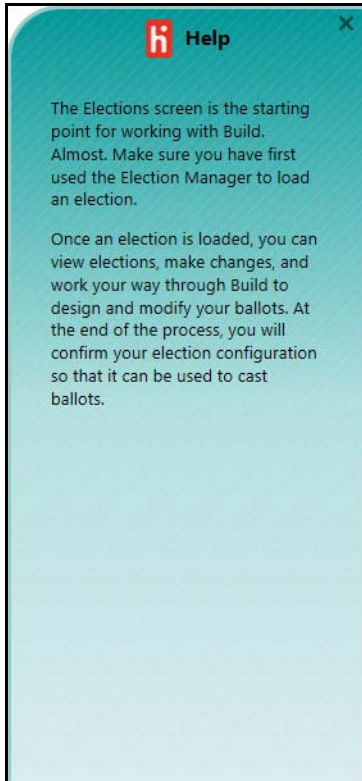 hi Help
The Elections screen is the starting
point for working with Build.
Almost. Make sure you have first
used the Election Manager to load
an election.
Once an election is loaded, you can
view elections, make changes, and
work your way through Build to
design and modify your ballots. At
the end of the process, you will
confirm your election configuration
so that it can be used to cast
ballots.